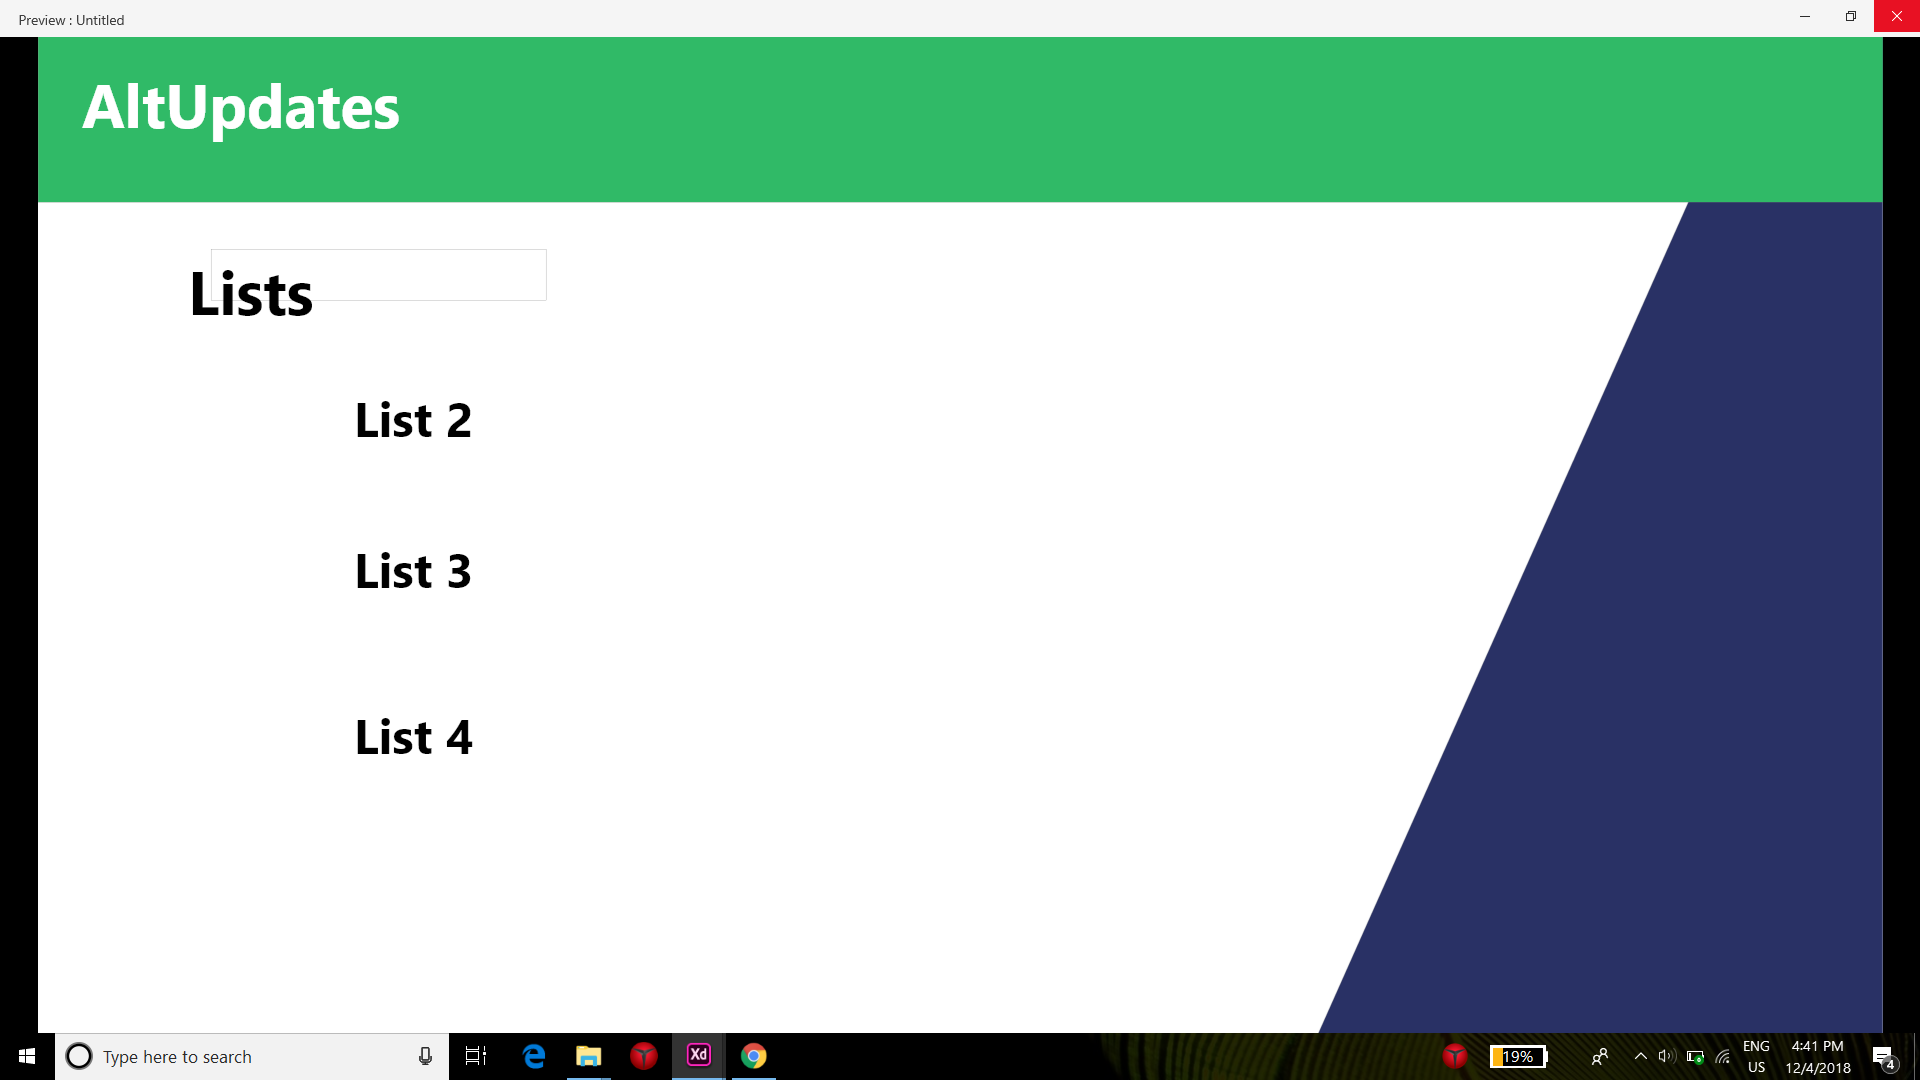 Preview : Untitled
AltUpdates
Lists
List 2
List 3
List 4
Type here to search
Xd
19%
ENG
US
4:41 PM
12/4/2018
4